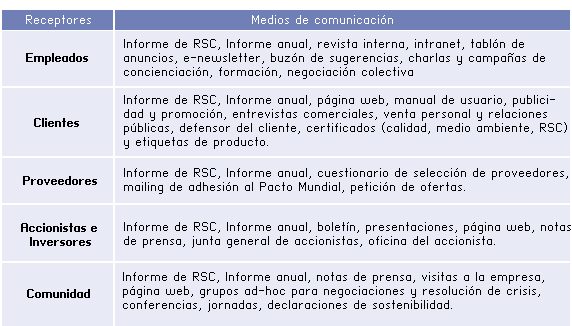 Receptores Medios de comunicación
Informe de RSC, Informe anual, revista interna, intranet, tablón de
Empleados anuncios, e-newsletter, buzón de sugerencias, charlas y campañas de
concienciación, formación, negociación colectiva
Informe de RSC, Informe anual, página web, manual de usuario, publici-
Clientes dad y promoción, entrevistas comerciales, venta personal y relaciones
públicas, defensor del cliente, certificados (calidad, medio ambiente, RSC)
y etiquetas de producto.
Proveedores Informe de RSC, Informe anual, cuestionario de selección de proveedores,
mailing de adhesión al Pacto Mundial, petición de ofertas.
Accionistas e Informe de RSC, Informe anual, boletín, presentaciones, página web, notas
Inversores de prensa, junta general de accionistas, oficina del accionista.
Informe de RSC, Informe anual, notas de prensa, visitas a la empresa,
Comunidad página web, grupos ad-hoc para negociaciones y resolución de crisis,
conferencias, jornadas, declaraciones de sostenibilidad.